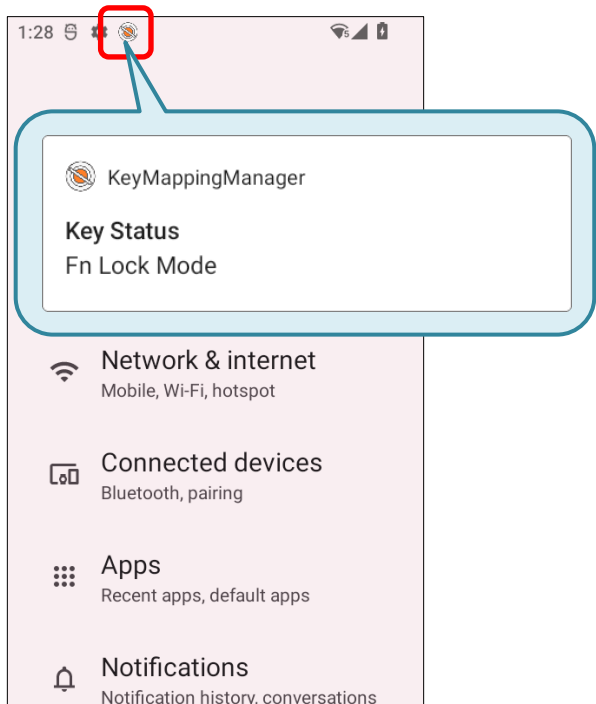 1:28
KeyMappingManager
Key Status
Fn Lock Mode
Network & internet
Mobile, Wi-Fi, hotspot
Connected devices
Bluetooth, pairing
Apps
Recent apps, default apps
Notifications
Notification history, conversations